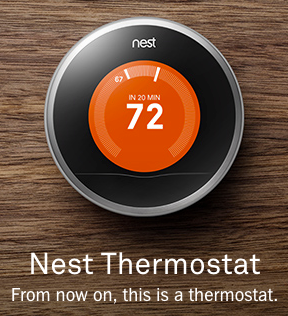 nest
67
IN 20 MIN
72
Nest Thermostat
From now on, this is a thermostat.